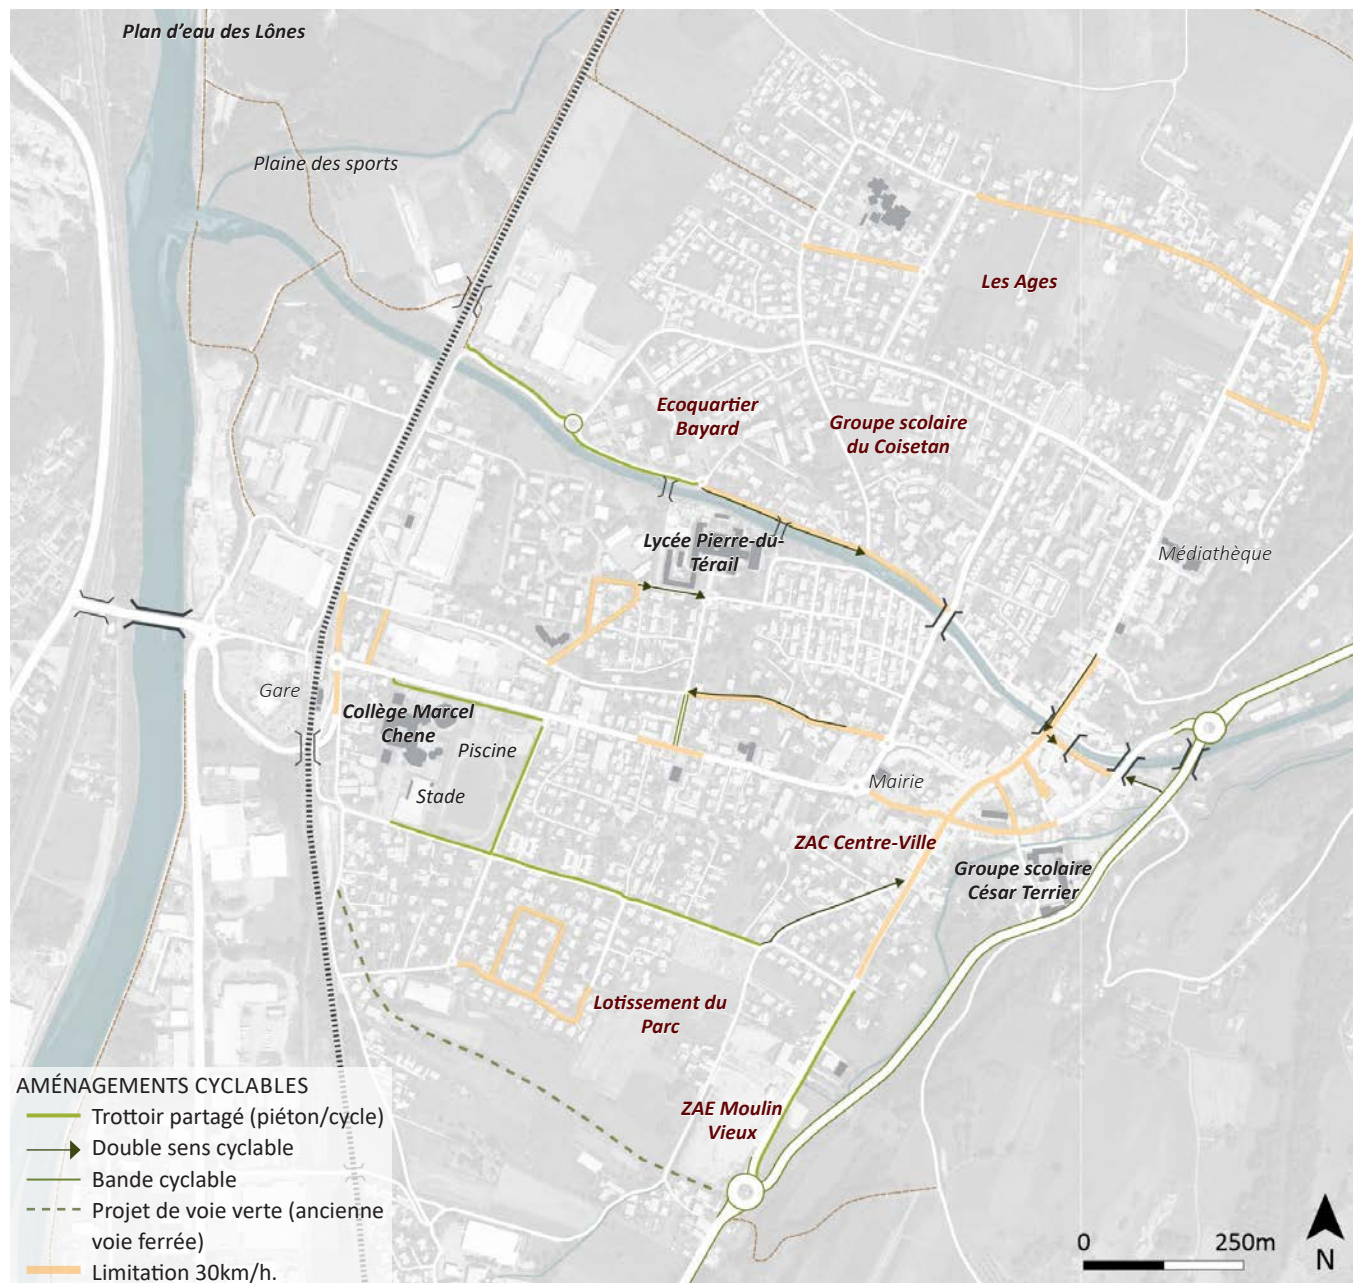 Plan d'eau des Lônes
Plaine des sports
Les Ages
Ecoquartier
Bayard
Groupe scolaire
du Coisetan
Lycée Pierre-du-
Térail
Médiathèque
Gare
Collège Marcel
Chene
Piscine
Stade
Mairie
ZAC Centre-Ville
Groupe scolaire
César Terrier
Lotissement du
Parc
ZAE Moulin
Vieux
AMÉNAGEMENTS CYCLABLES
Trottoir partagé (piéton/cycle)
Double sens cyclable
Bande cyclable
Projet de voie verte (ancienne
voie ferrée)
Limitation 30km/h.
0 250m
N